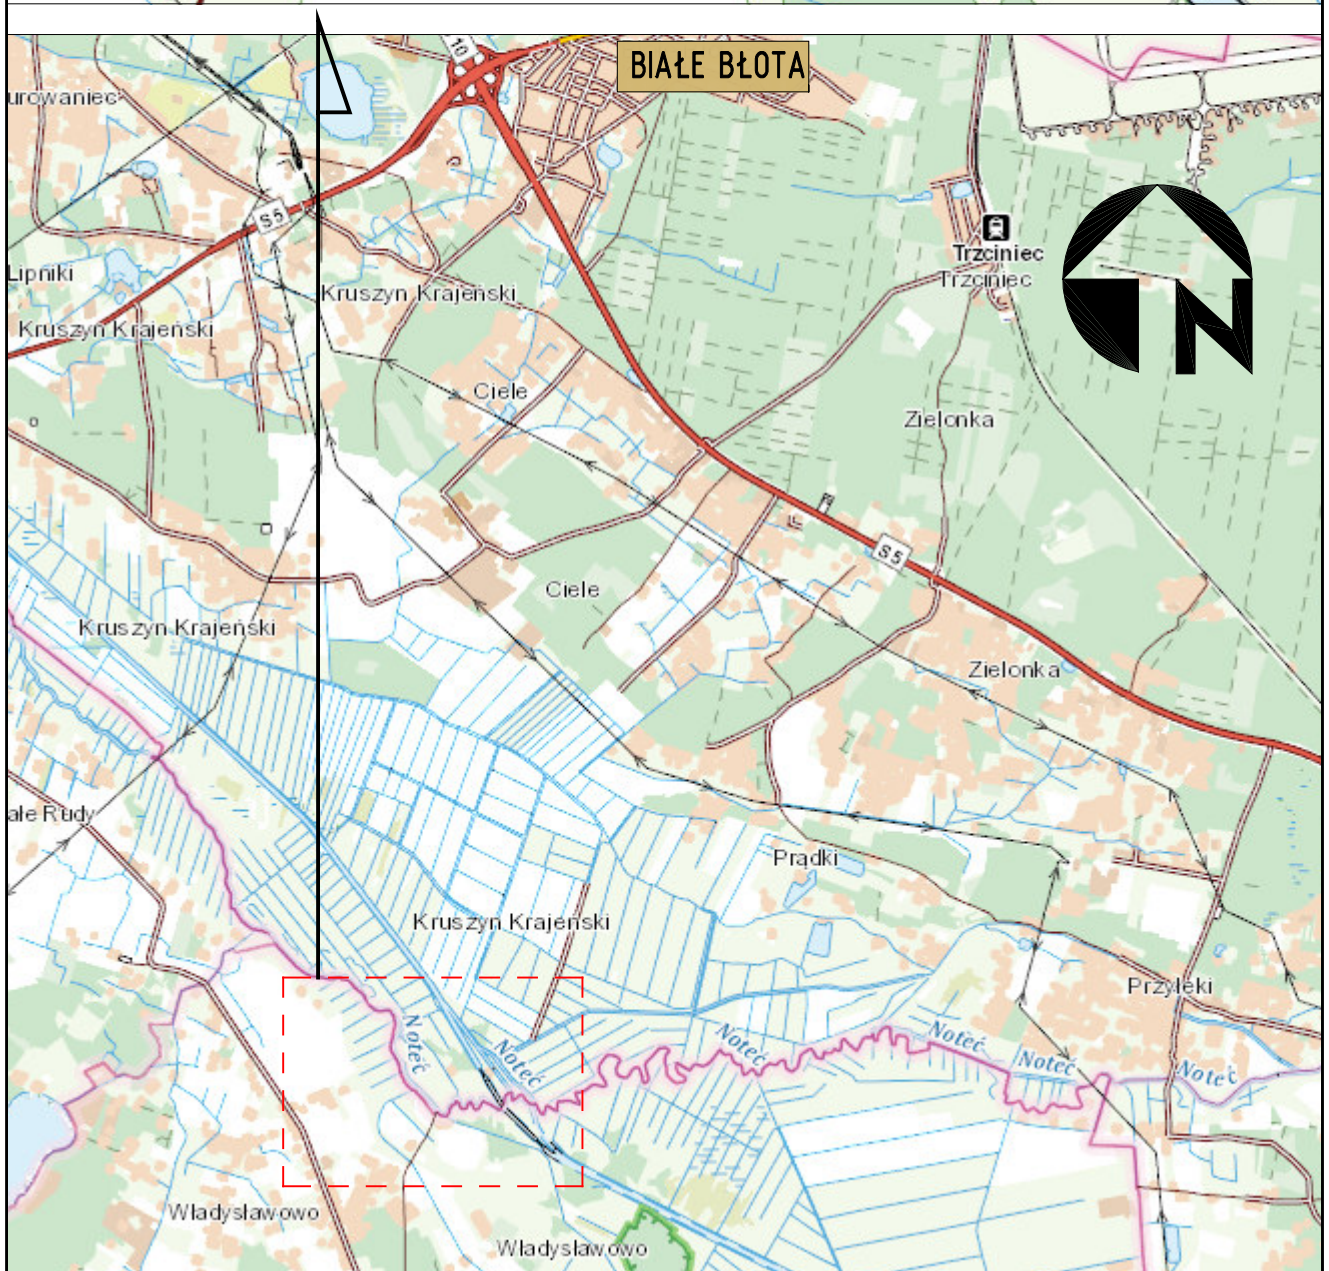 10
BIAŁE BŁOTA
urowaniec
S5
Trzciniec
Trzciniec
Lipniki
Kruszyn Krajeński
Kruszyn Krajeński
N
Ciele
Zielonka
S5
Ciele
Kruszyn Krajeński
Zielonka
ałe Rudy
Prądki
Kruszyn Krajeński
Przyłęki
Noteć
Noteć
Noteć
Noteć
Noteć
Noteć
Władysławowo
Władysławowo